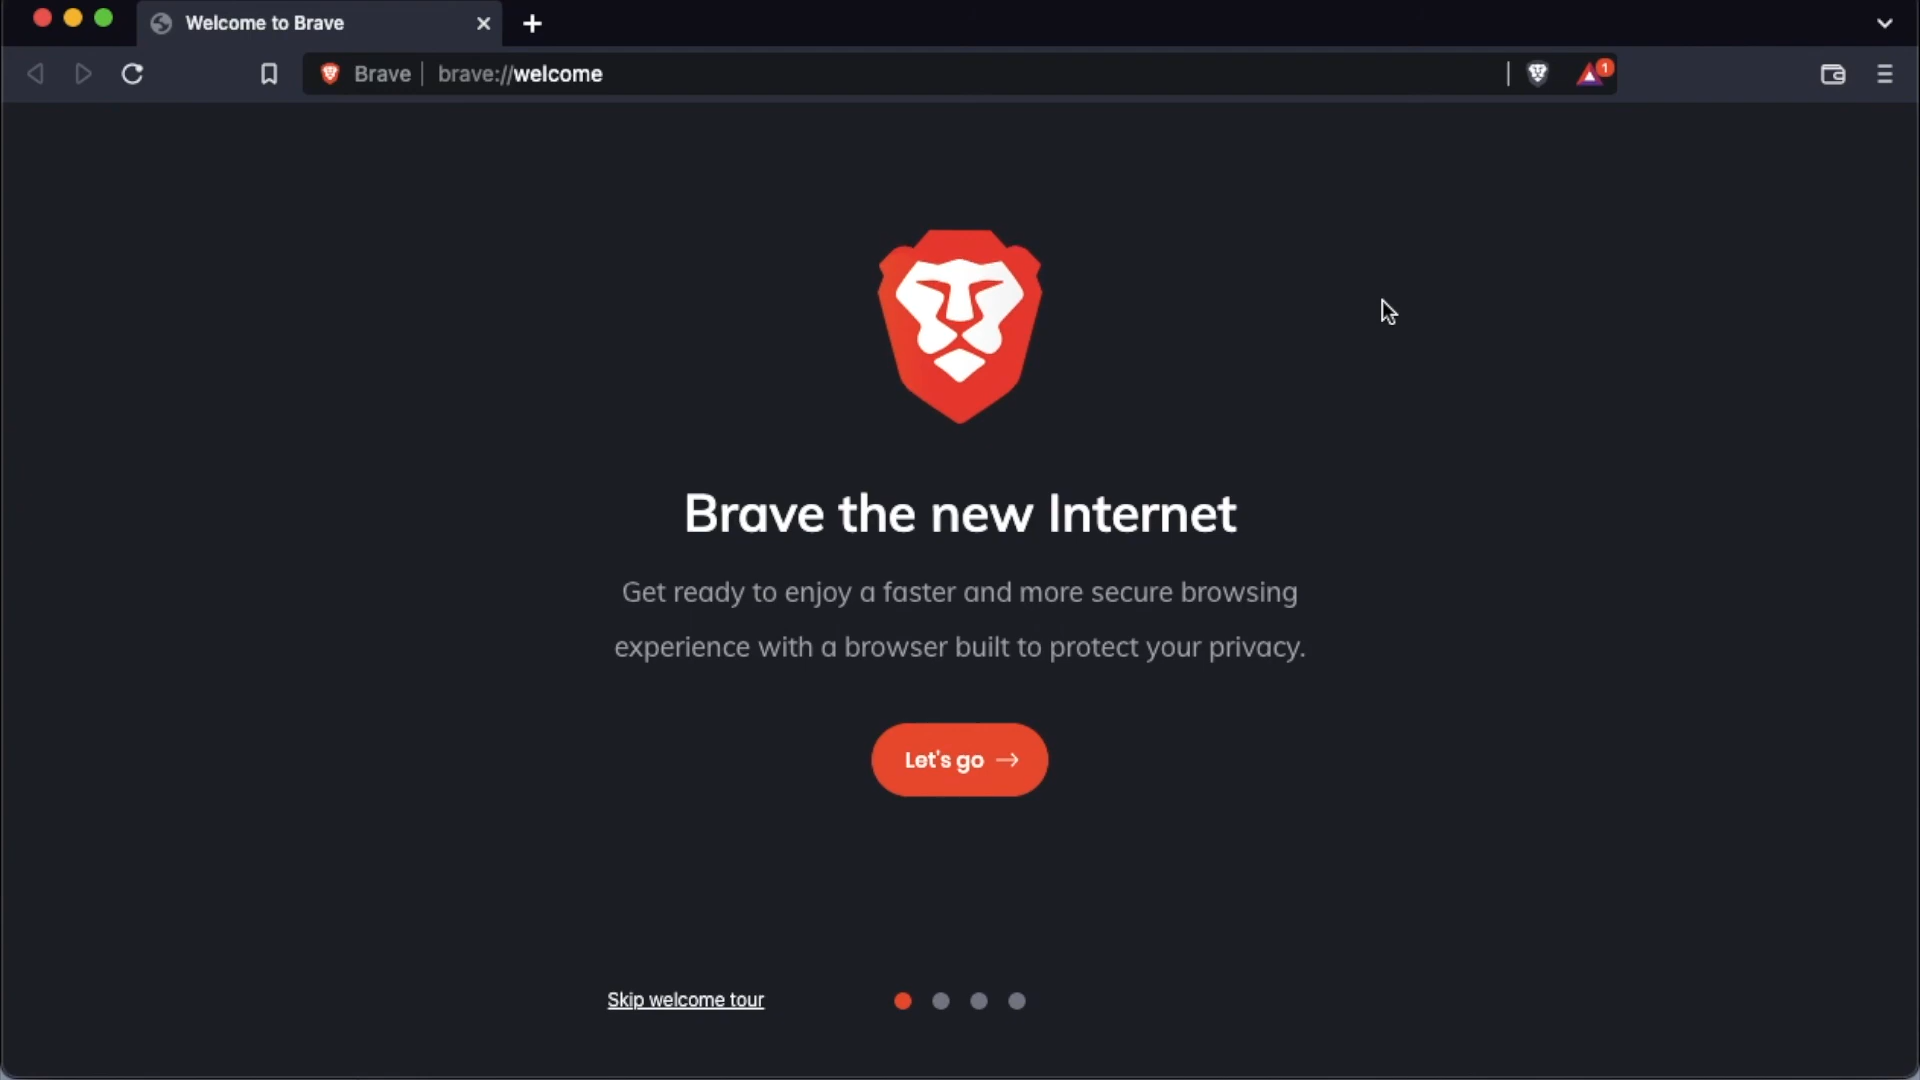 Welcome to Brave
Brave | brave://welcome
1
Brave the new Internet
Get ready to enjoy a faster and more secure browsing
experience with a browser built to protect your privacy.
Let's go →
Skip welcome tour